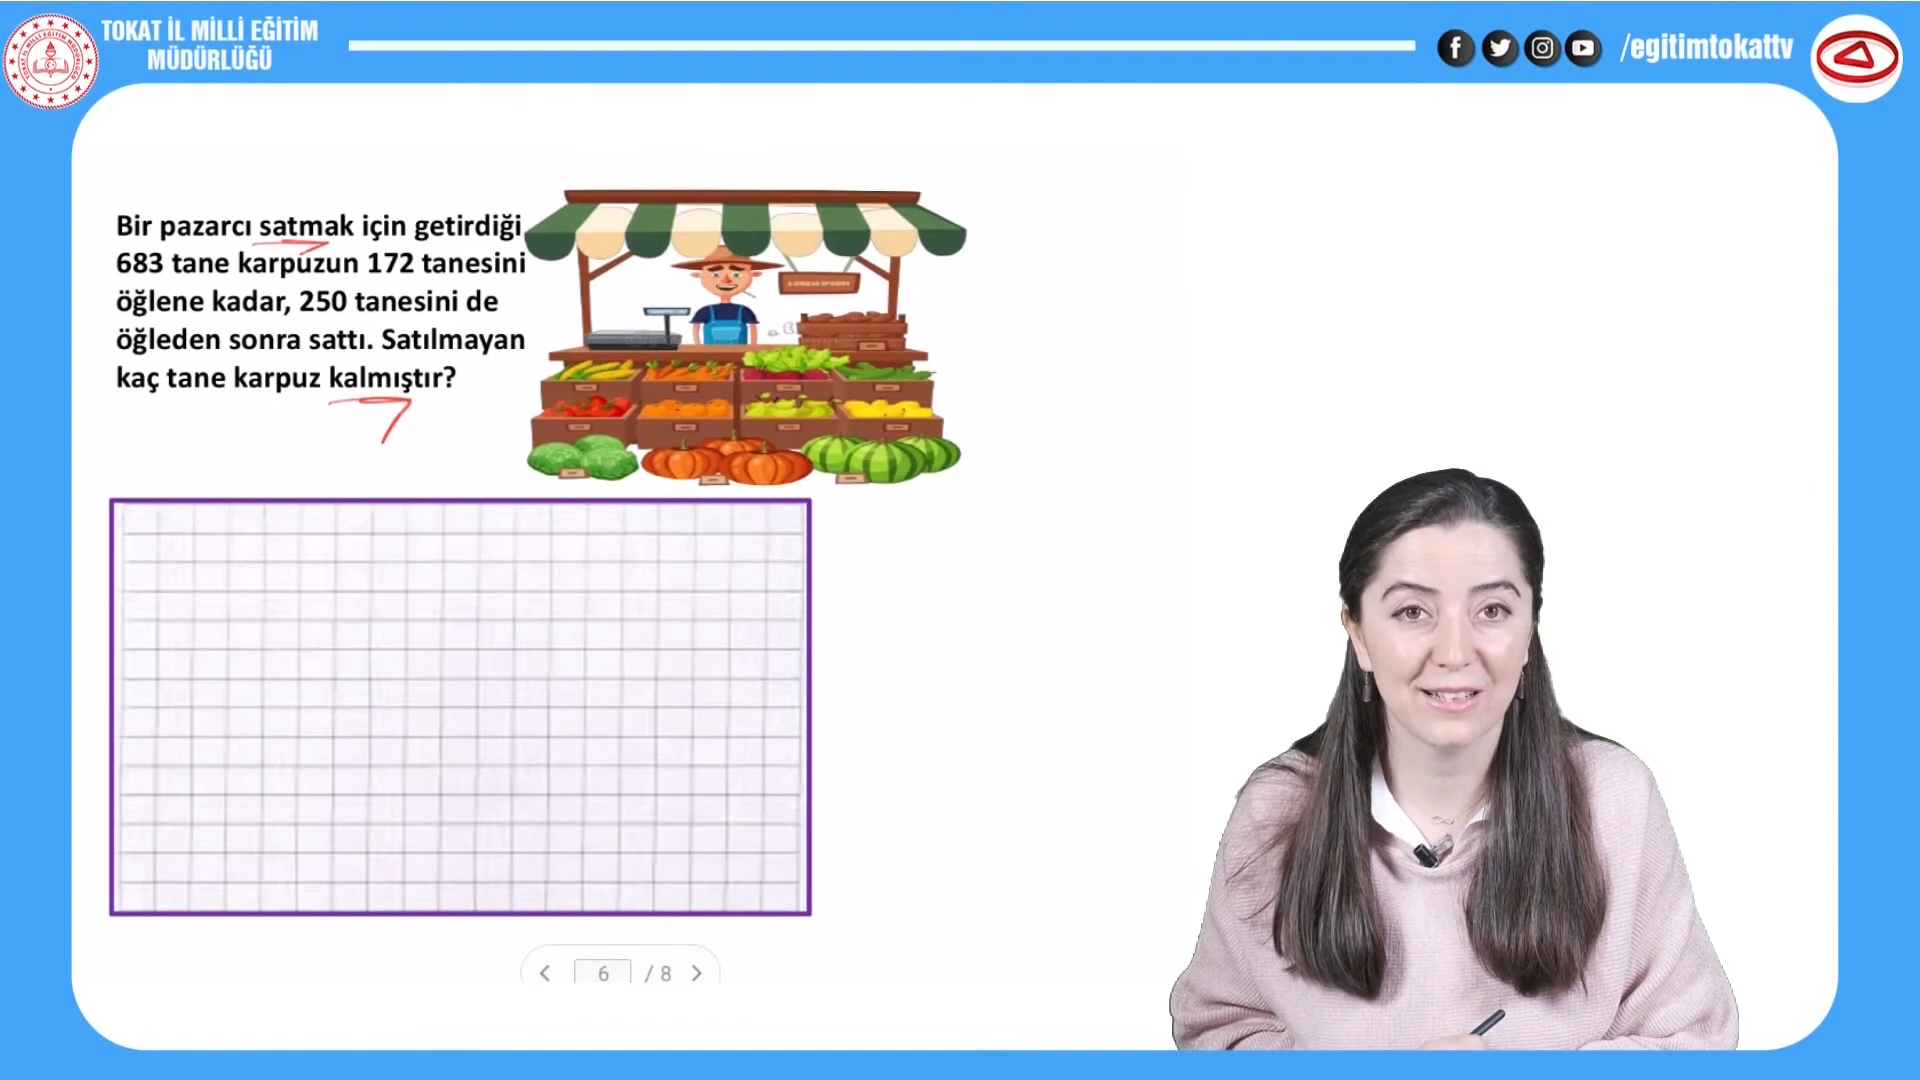 TOKAT İL MİLLİ EĞİTİM
MÜDÜRLÜĞÜ
/egitimtokattv
Bir pazarcı satmak için getirdiği
683 tane karpuzun 172 tanesini
öğlene kadar, 250 tanesini de
öğleden sonra sattı. Satılmayan
kaç tane karpuz kalmıştır?
6 / 8